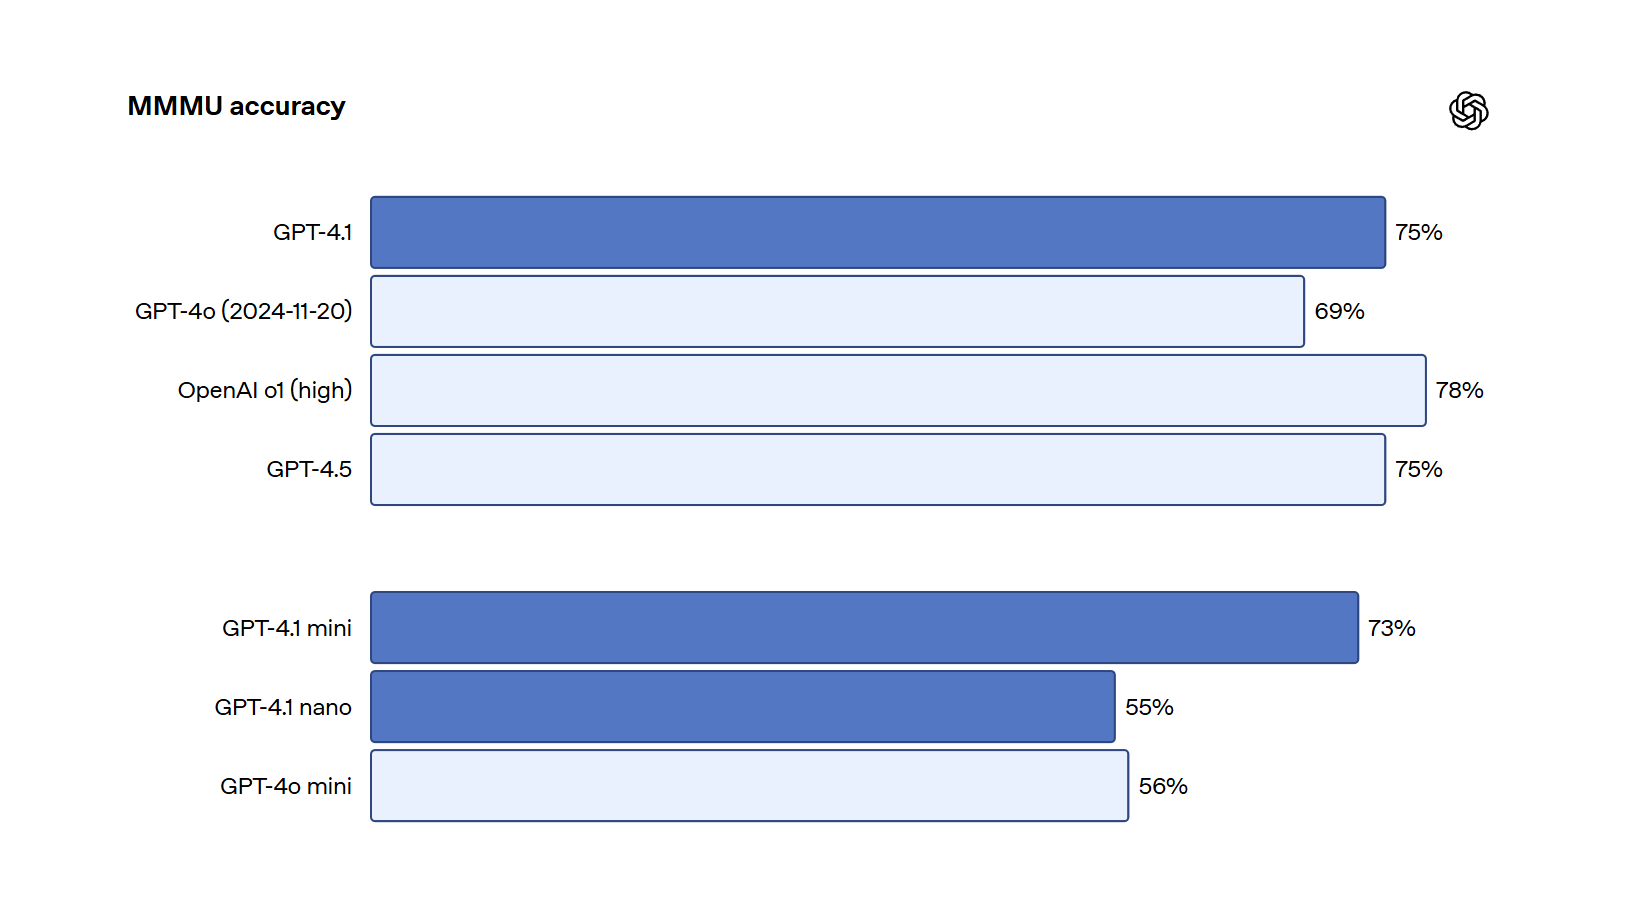 MMMU accuracy
GPT-4.1 75%
GPT-4o (2024-11-20) 69%
OpenAI o1 (high) 78%
GPT-4.5 75%
GPT-4.1 mini 73%
GPT-4.1 nano 55%
GPT-4o mini 56%